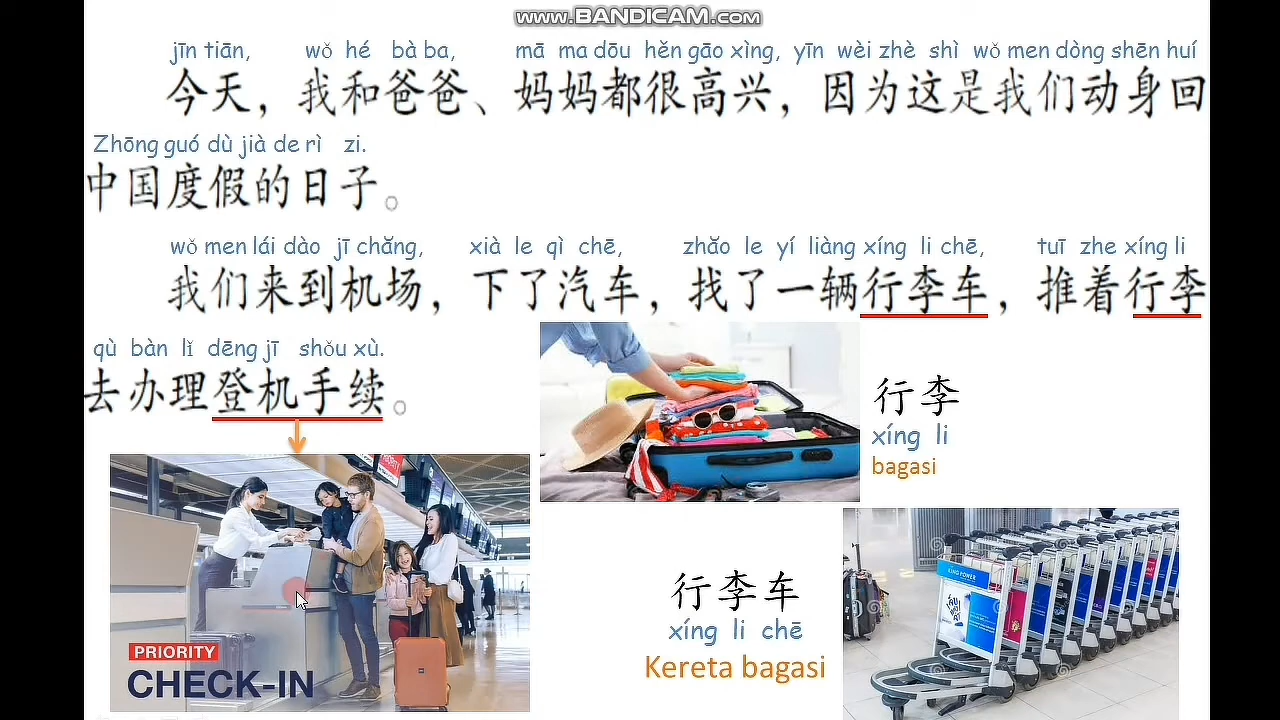 www.BANDICAM.com
jīn tiān, wǒ hé bà ba, mā ma dōu hěn gāo xìng, yīn wèi zhè shì wǒ men dòng shēn huí
今天，我和爸爸、妈妈都很高兴，因为这是我们动身回
Zhōng guó dù jià de rì zi.
中国度假的日子。
wǒ men lái dào jī chăng, xià le qì chē, zhăo le yí liàng xíng li chē, tuī zhe xíng li
我们来到机场，下了汽车，找了一辆行李车，推着行李
qù bàn lǐ dēng jī shǒu xù.
去办理登机手续。
行李
xíng li
bagasi
行李车
xíng li chē
Kereta bagasi
PRIORITY
CHECK-IN
KING POWER